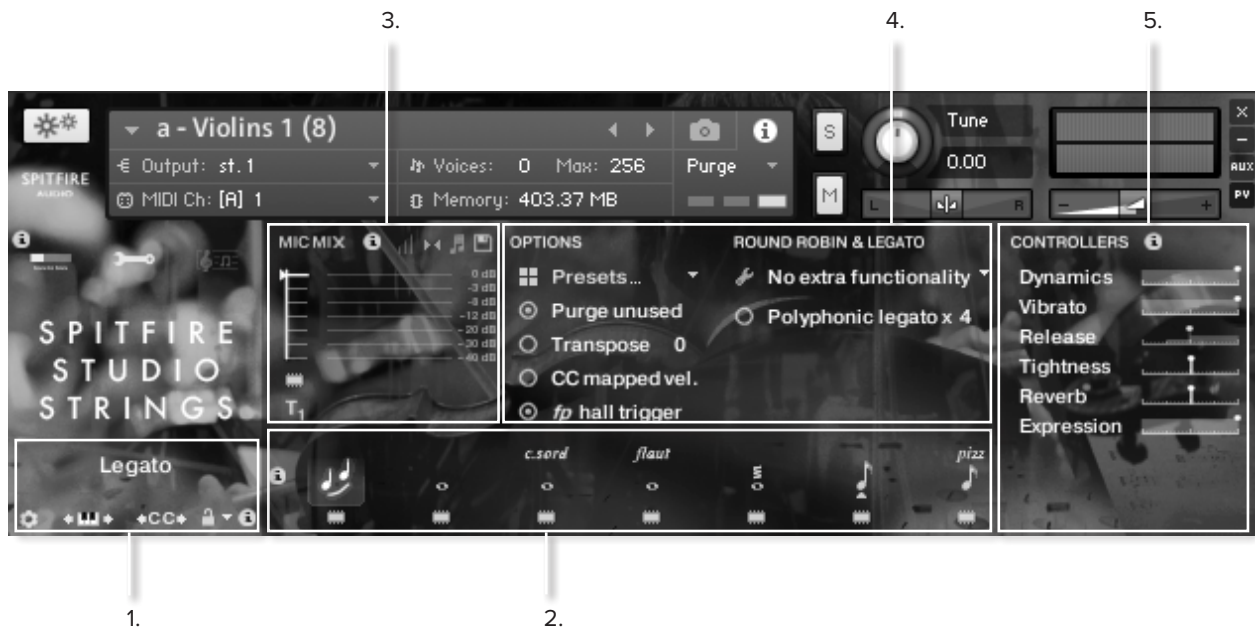 3.
4.
5.
a - Violins 1 (8)
S
Tune
Output: st. 1
Voices: 0 Max: 256
Purge
0.00
SPITFIRE
AUDIO
MIDI Ch: [A] 1
Memory: 403.37 MB
M
L
R
-
+
X
-
AUX
PV
MIC MIX
0 dB
-3 dB
-8 dB
-12 dB
-20 dB
-30 dB
-40 dB
T1
OPTIONS
Presets...
Purge unused
Transpose 0
CC mapped vel.
fp hall trigger
ROUND ROBIN & LEGATO
No extra functionality
Polyphonic legato x 4
CONTROLLERS
Dynamics
Vibrato
Release
Tightness
Reverb
Expression
SPITFIRE
STUDIO
STRINGS
Legato
CC
c.sord
flaut
pizz
1.
2.